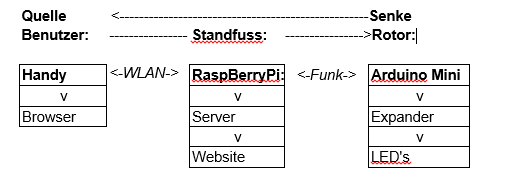 Quelle <--------------------------------------------------Senke
Benutzer: ---------------- Standfuss: ---------------->Rotor:
Handy <-WLAN-> RaspBerryPi: <-Funk-> Arduino Mini
v v v
Browser Server Expander
v v
Website LED's